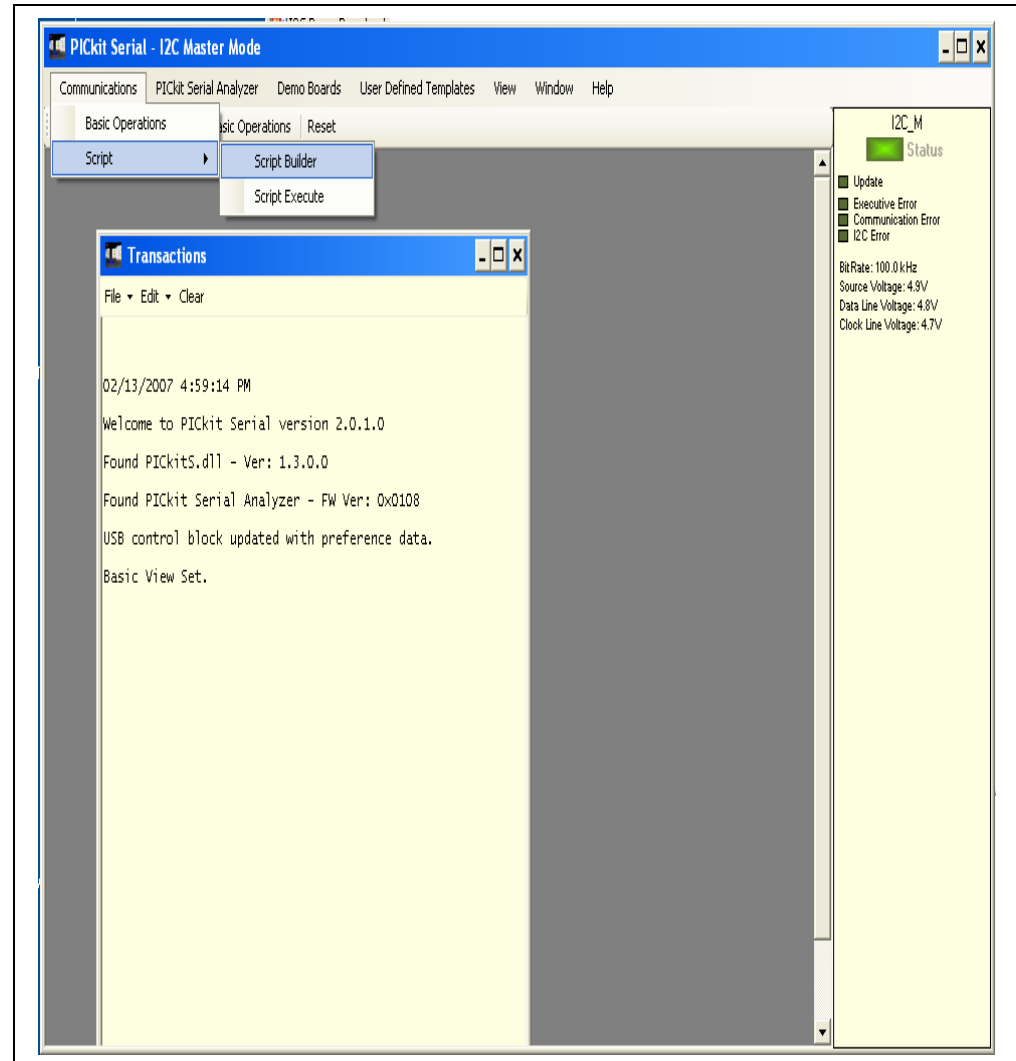 PICkit Serial - I2C Master Mode
Communications PICkit Serial Analyzer Demo Boards User Defined Templates View Window Help
Basic Operations
Basic Operations Reset
Script
Script Builder
Script Execute
Transactions
File Edit Clear
02/13/2007 4:59:14 PM
Welcome to PICkit Serial version 2.0.1.0
Found PICkitS.dll - Ver: 1.3.0.0
Found PICkit Serial Analyzer - FW Ver: 0x0108
USB control block updated with preference data.
Basic View Set.
I2C_M
Status
Update
Executive Error
Communication Error
I2C Error
BitRate: 100.0 kHz
Source Voltage: 4.9V
Data Line Voltage: 4.8V
Clock Line Voltage: 4.7V